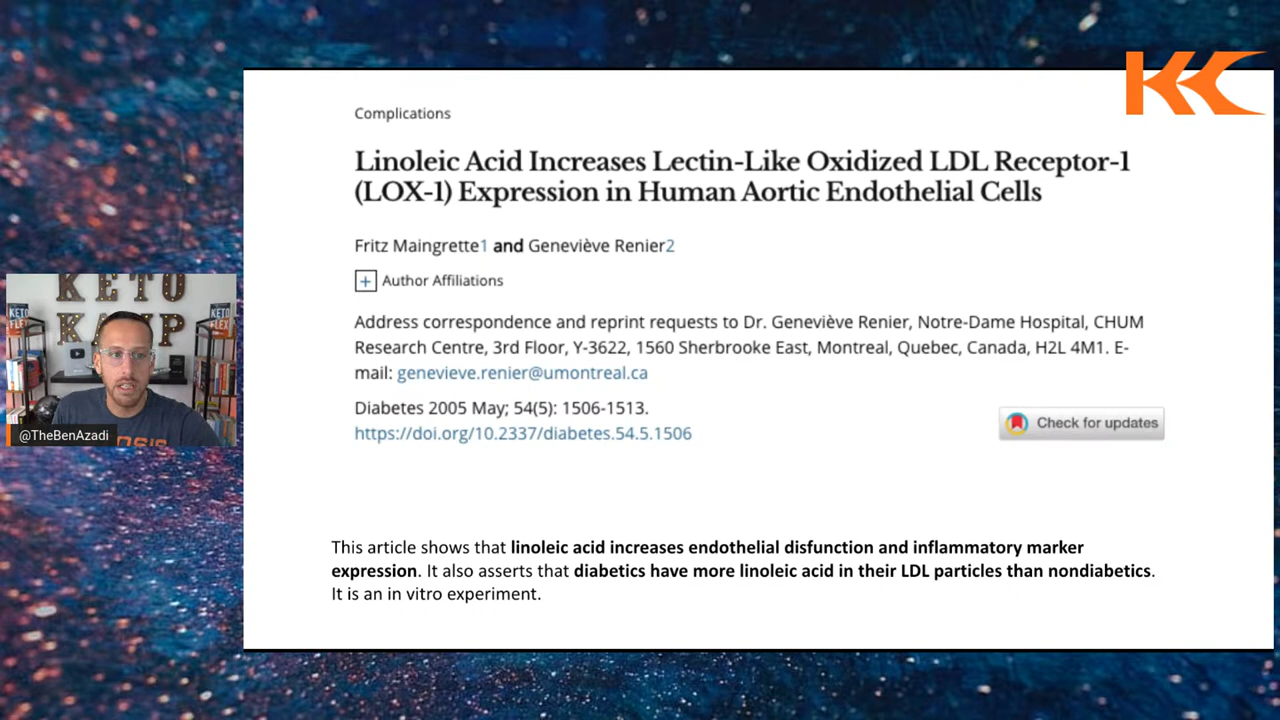 KC
Complications
Linoleic Acid Increases Lectin-Like Oxidized LDL Receptor-1
(LOX-1) Expression in Human Aortic Endothelial Cells
Fritz Maingrette1 and Geneviève Renier2
+ Author Affiliations
Address correspondence and reprint requests to Dr. Geneviève Renier, Notre-Dame Hospital, CHUM
Research Centre, 3rd Floor, Y-3622, 1560 Sherbrooke East, Montreal, Quebec, Canada, H2L 4M1. E-
mail: genevieve.renier@umontreal.ca
Diabetes 2005 May; 54(5): 1506-1513.
https://doi.org/10.2337/diabetes.54.5.1506
Check for updates
This article shows that linoleic acid increases endothelial disfunction and inflammatory marker
expression. It also asserts that diabetics have more linoleic acid in their LDL particles than nondiabetics.
It is an in vitro experiment.
KETO
KAMP
KETO
FLEX
KETO
FLEX
@TheBenAzadi